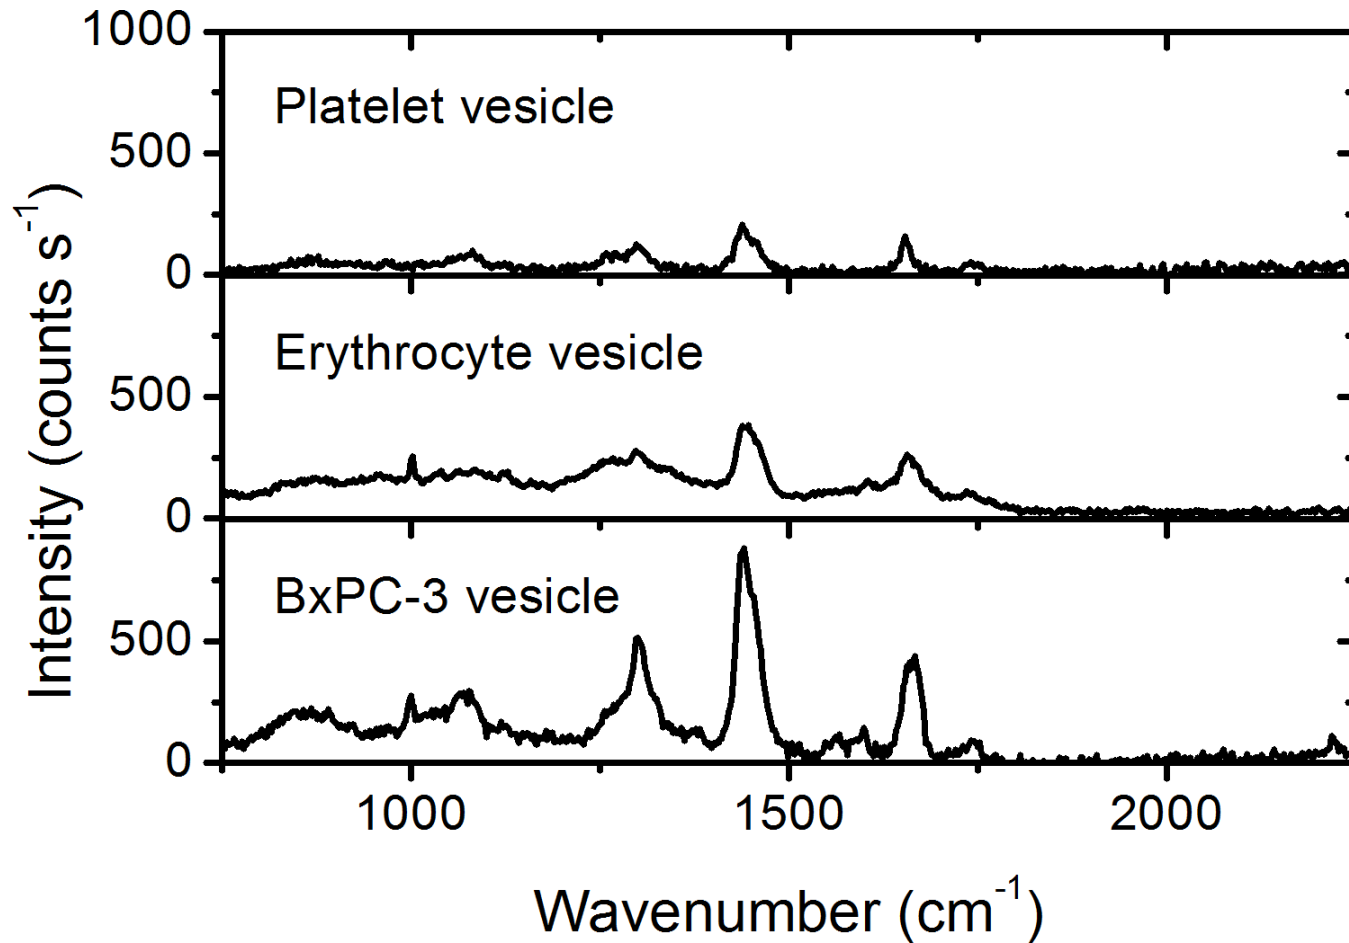 Intensity (counts s⁻¹)
1000
Platelet vesicle
500
0
Erythrocyte vesicle
500
0
BxPC-3 vesicle
500
0
1000 1500 2000
Wavenumber (cm⁻¹)